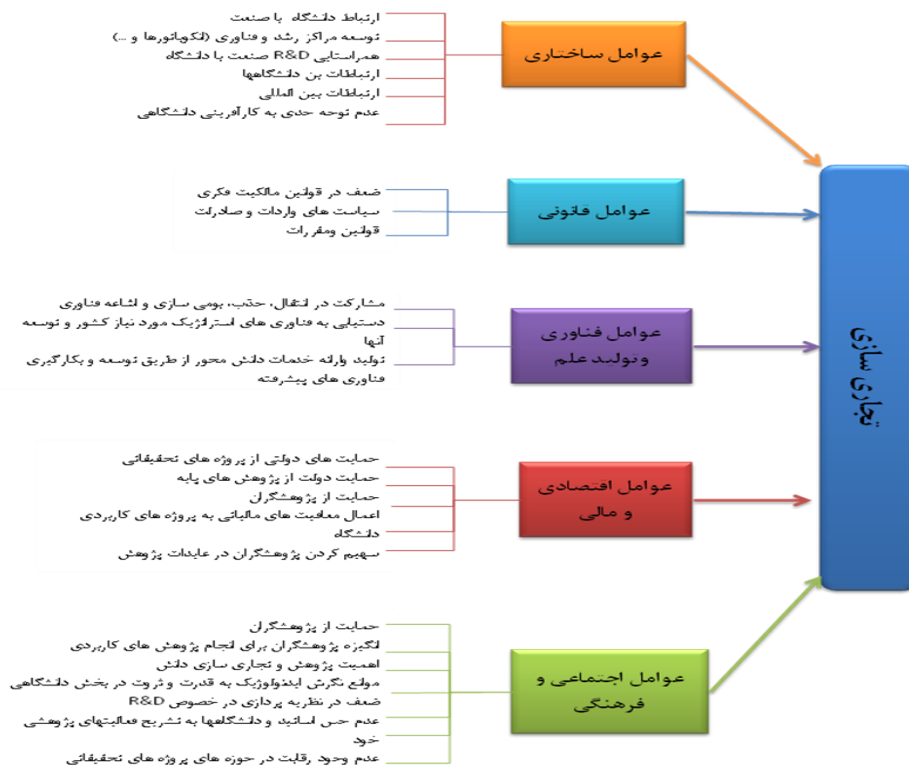 عوامل ساختاری
ارتباط دانشگاه با صنعت
توسعه مراکز رشد و فناوری (انکوباتورها و ...)
همراستایی R&D صنعت با دانشگاه
ارتباطات بن دانشگاهها
ارتباطات بین المللی
عدم توجه جدی به کارآفرینی دانشگاهی
عوامل قانونی
ضعف در قوانین مالکیت فکری
سیاست های واردات و صادرات
قوانین ومقررات
تجاری سازی
عوامل فناوری
وتولید علم
مشارکت در انتقال، جذب، بومی سازی و اشاعه فناوری
دستیابی به فناوری های استراتژیک مورد نیاز کشور و توسعه
آنها
تولید وارائه خدمات دانش محور از طریق توسعه و بکارگیری
فناوری های پیشرفته
عوامل اقتصادی
و مالی
حمایت های دولتی از پروژه های تحقیقاتی
حمایت دولت از پژوهش های پایه
حمایت از پژوهشگران
اعمال معافیت های مالیاتی به پروژه های کاربردی
دانشگاه
سهیم کردن پژوهشگران در عایدات پژوهش
عوامل اجتماعی و
فرهنگی
حمایت از پژوهشگران
انگیزه پژوهشگران برای انجام پژوهش های کاربردی
اهمیت پژوهش و تجاری سازی دانش
موانع نگرش ایدئولوژیک به قدرت و ثروت در بخش دانشگاهی
ضعف در نظریه پردازی در خصوص R&D
عدم حس اساتید و دانشگاهها به تشریح فعالیتهای پژوهشی
خود
عدم وجود رقابت در حوزه های پروژه های تحقیقاتی